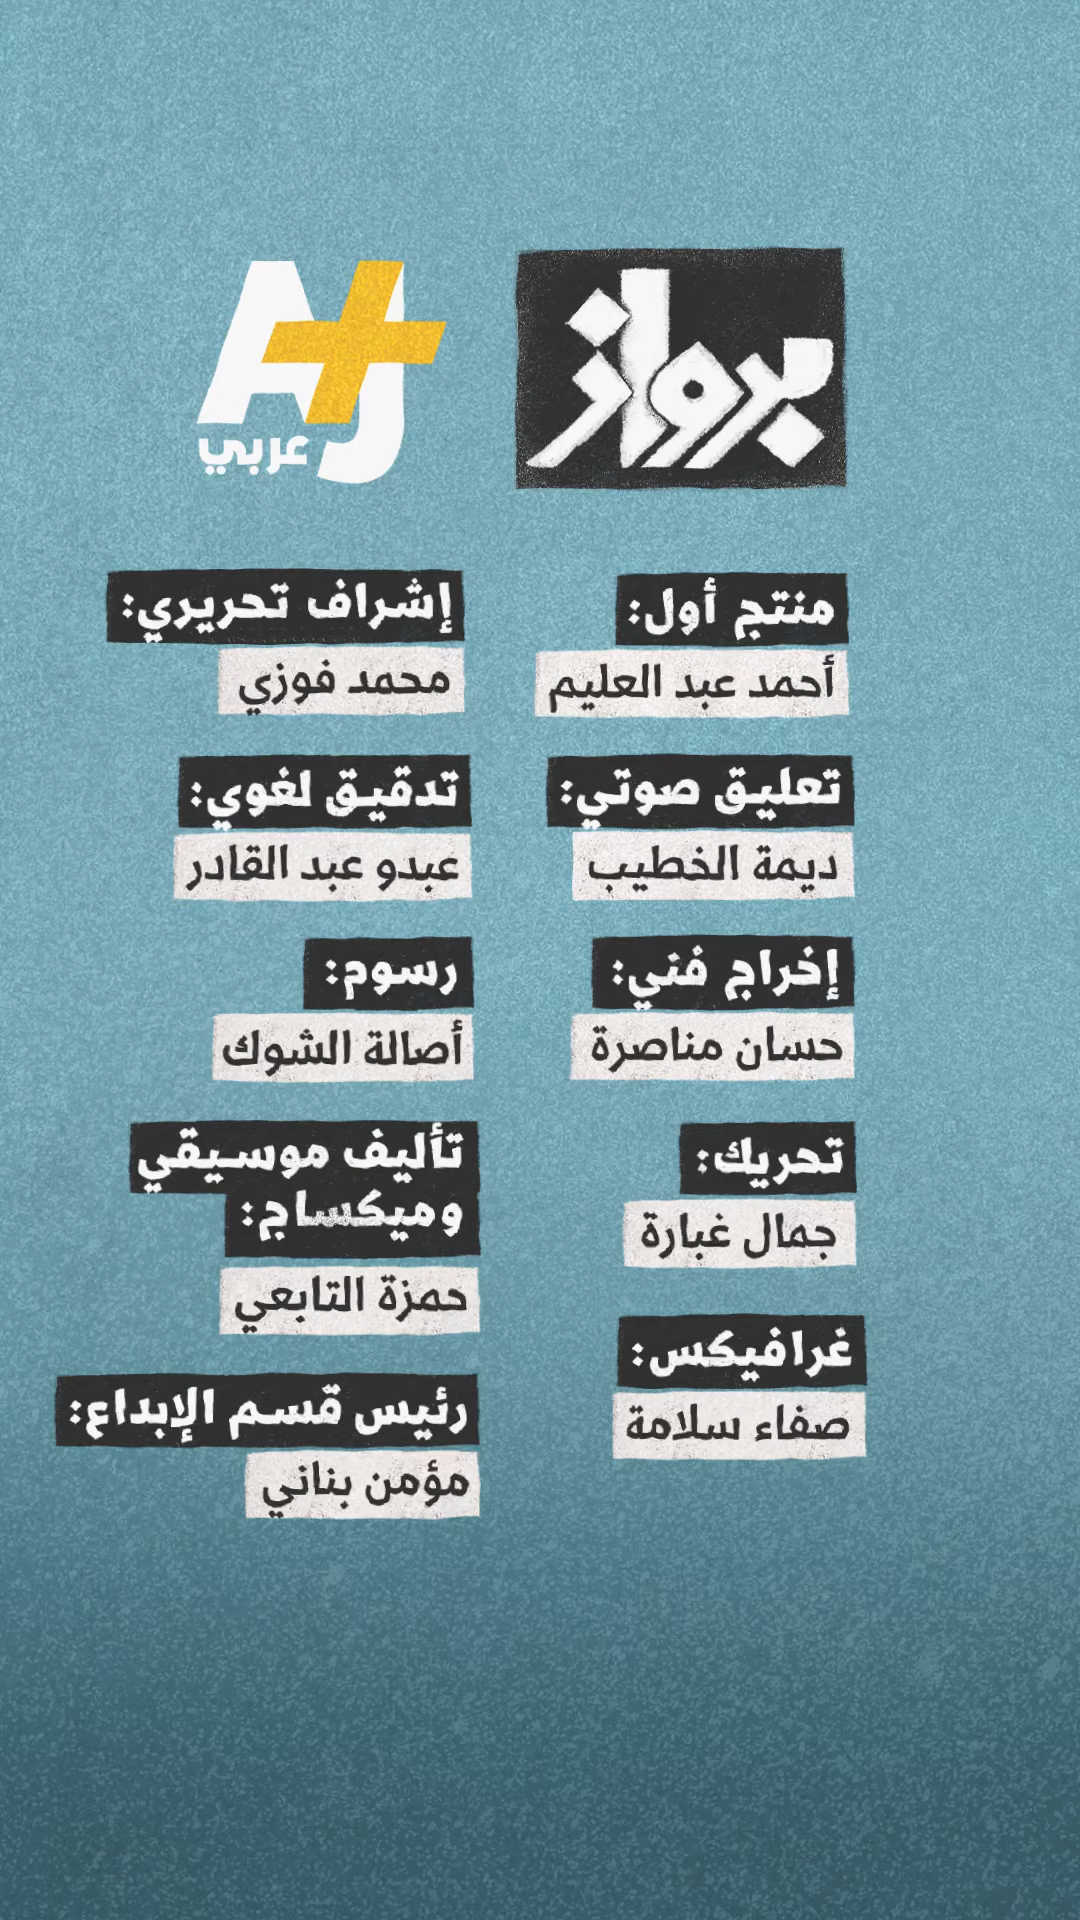 برواز
AJ+
عربي
منتج أول:
أحمد عبد العليم
تعليق صوتي:
ديمة الخطيب
إخراج فني:
حسان مناصرة
تحريك:
جمال غبارة
غرافيكس:
صفاء سلامة
إشراف تحريري:
محمد فوزي
تدقيق لغوي:
عبدو عبد القادر
رسوم:
أصالة الشوك
تأليف موسيقي
وميكساج:
حمزة التابعي
رئيس قسم الإبداع:
مؤمن بناني